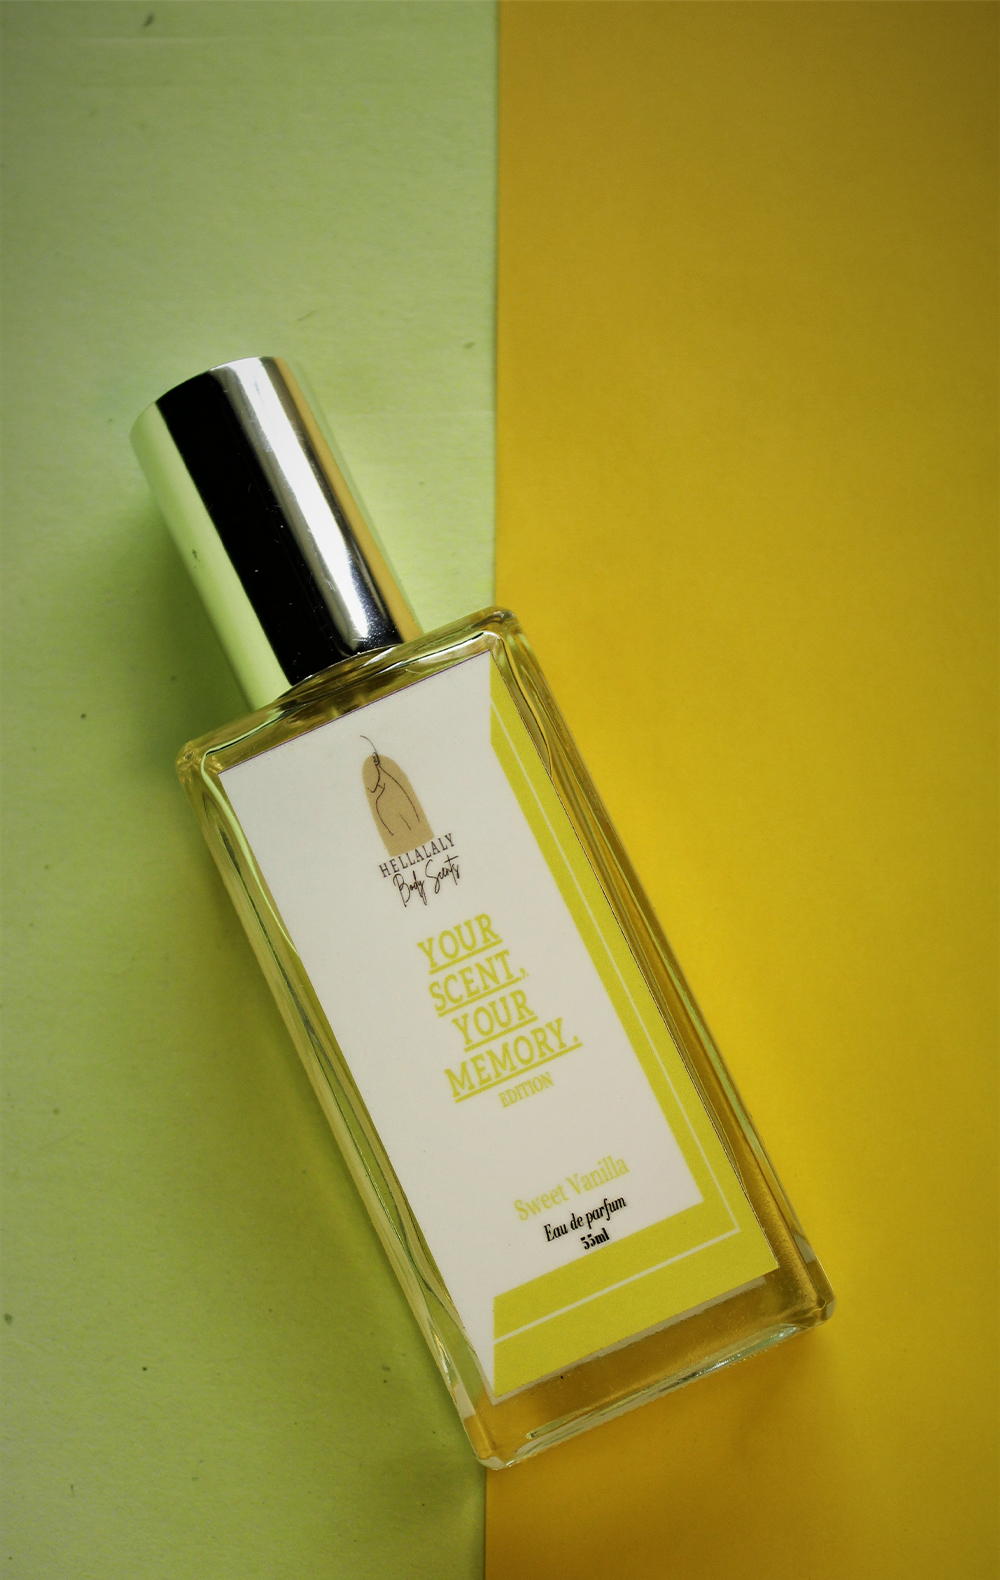 HELLALALY
Body Scents
YOUR
SCENT,
YOUR
MEMORY.
EDITION
Sweet Vanilla
Eau de parfum
55ml